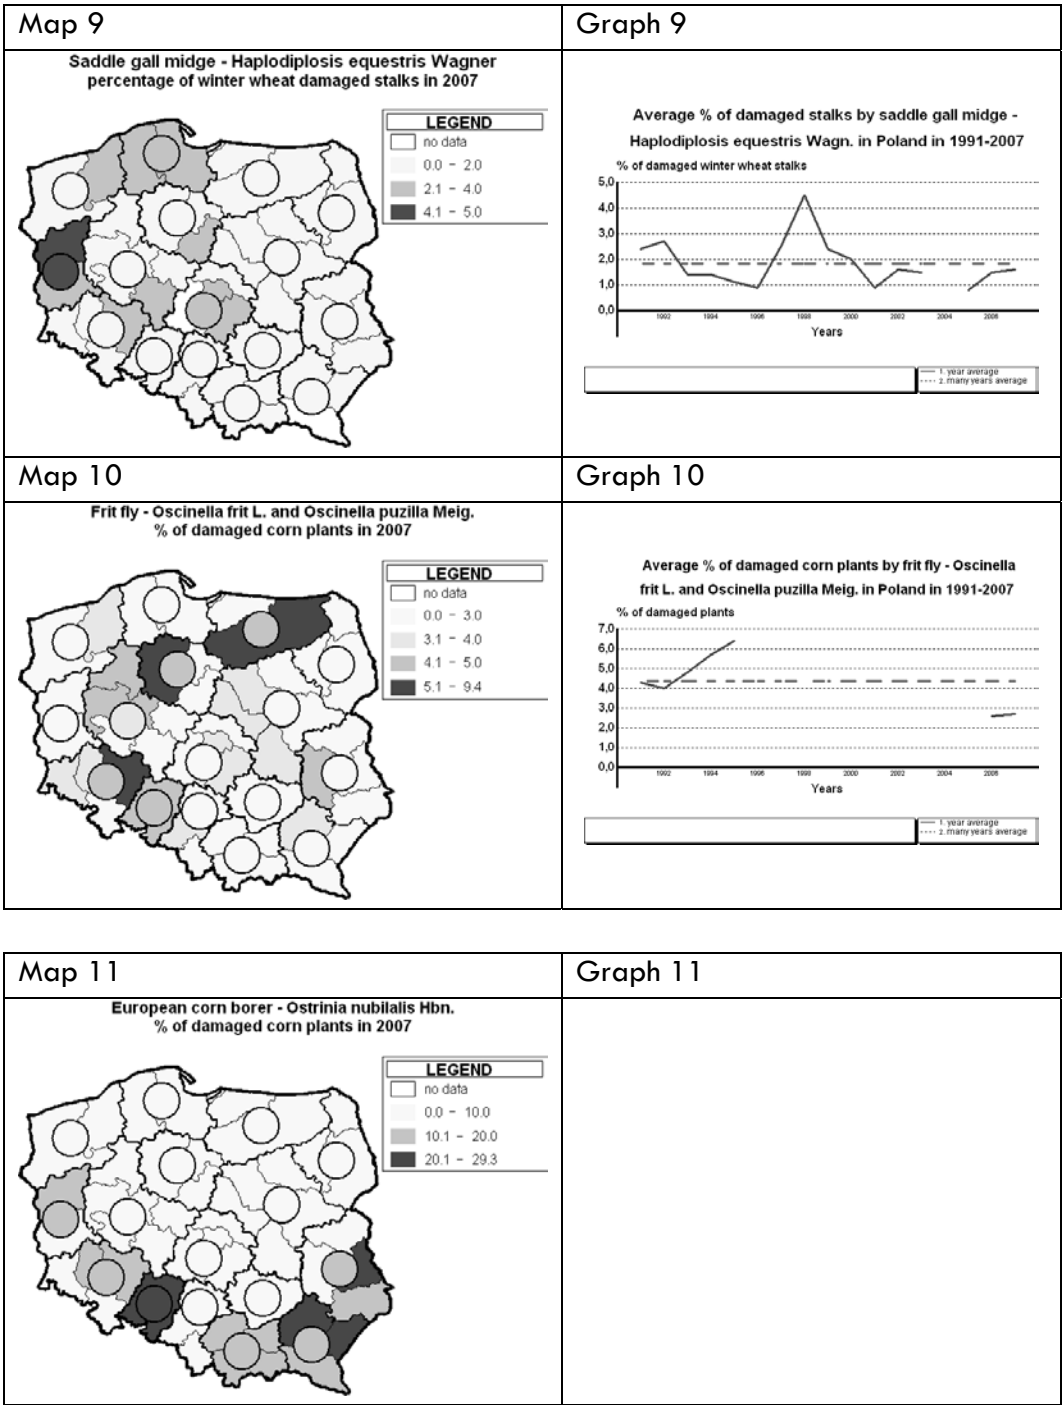 Map 9
Graph 9
Saddle gall midge - Haplodiplosis equestris Wagner
percentage of winter wheat damaged stalks in 2007
LEGEND
no data
0.0 – 2.0
2.1 – 4.0
4.1 – 5.0
Average % of damaged stalks by saddle gall midge -
Haplodiplosis equestris Wagn. in Poland in 1991-2007
% of damaged winter wheat stalks
5,0
4,0
3,0
2,0
1,0
0,0
1992 1994 1996 1998 2000 2002 2004 2006
Years
1. year average
2. many years average
Map 10
Graph 10
Frit fly - Oscinella frit L. and Oscinella puzilla Meig.
% of damaged corn plants in 2007
LEGEND
no data
0.0 – 3.0
3.1 – 4.0
4.1 – 5.0
5.1 – 9.4
Average % of damaged corn plants by frit fly - Oscinella
frit L. and Oscinella puzilla Meig. in Poland in 1991-2007
% of damaged plants
7,0
6,0
5,0
4,0
3,0
2,0
1,0
0,0
1992 1994 1996 1998 2000 2002 2004 2006
Years
1. year average
2. many years average
Map 11
Graph 11
European corn borer - Ostrinia nubilalis Hbn.
% of damaged corn plants in 2007
LEGEND
no data
0.0 – 10.0
10.1 – 20.0
20.1 – 29.3